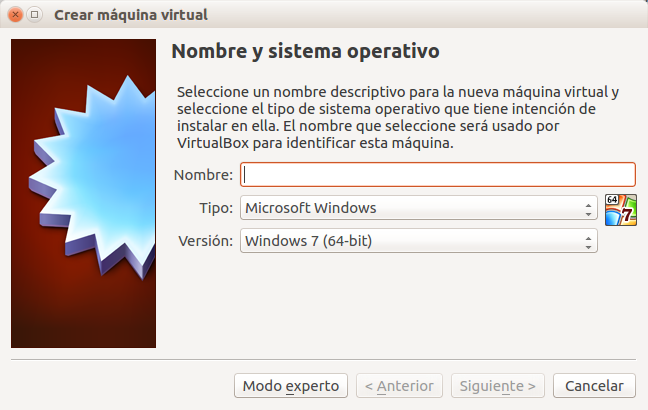 Crear máquina virtual
Nombre y sistema operativo
Seleccione un nombre descriptivo para la nueva máquina virtual y
seleccione el tipo de sistema operativo que tiene intención de
instalar en ella. El nombre que seleccione será usado por
VirtualBox para identificar esta máquina.
Nombre:
Tipo: Microsoft Windows
64
7
Versión: Windows 7 (64-bit)
Modo experto < Anterior Siguiente > Cancelar